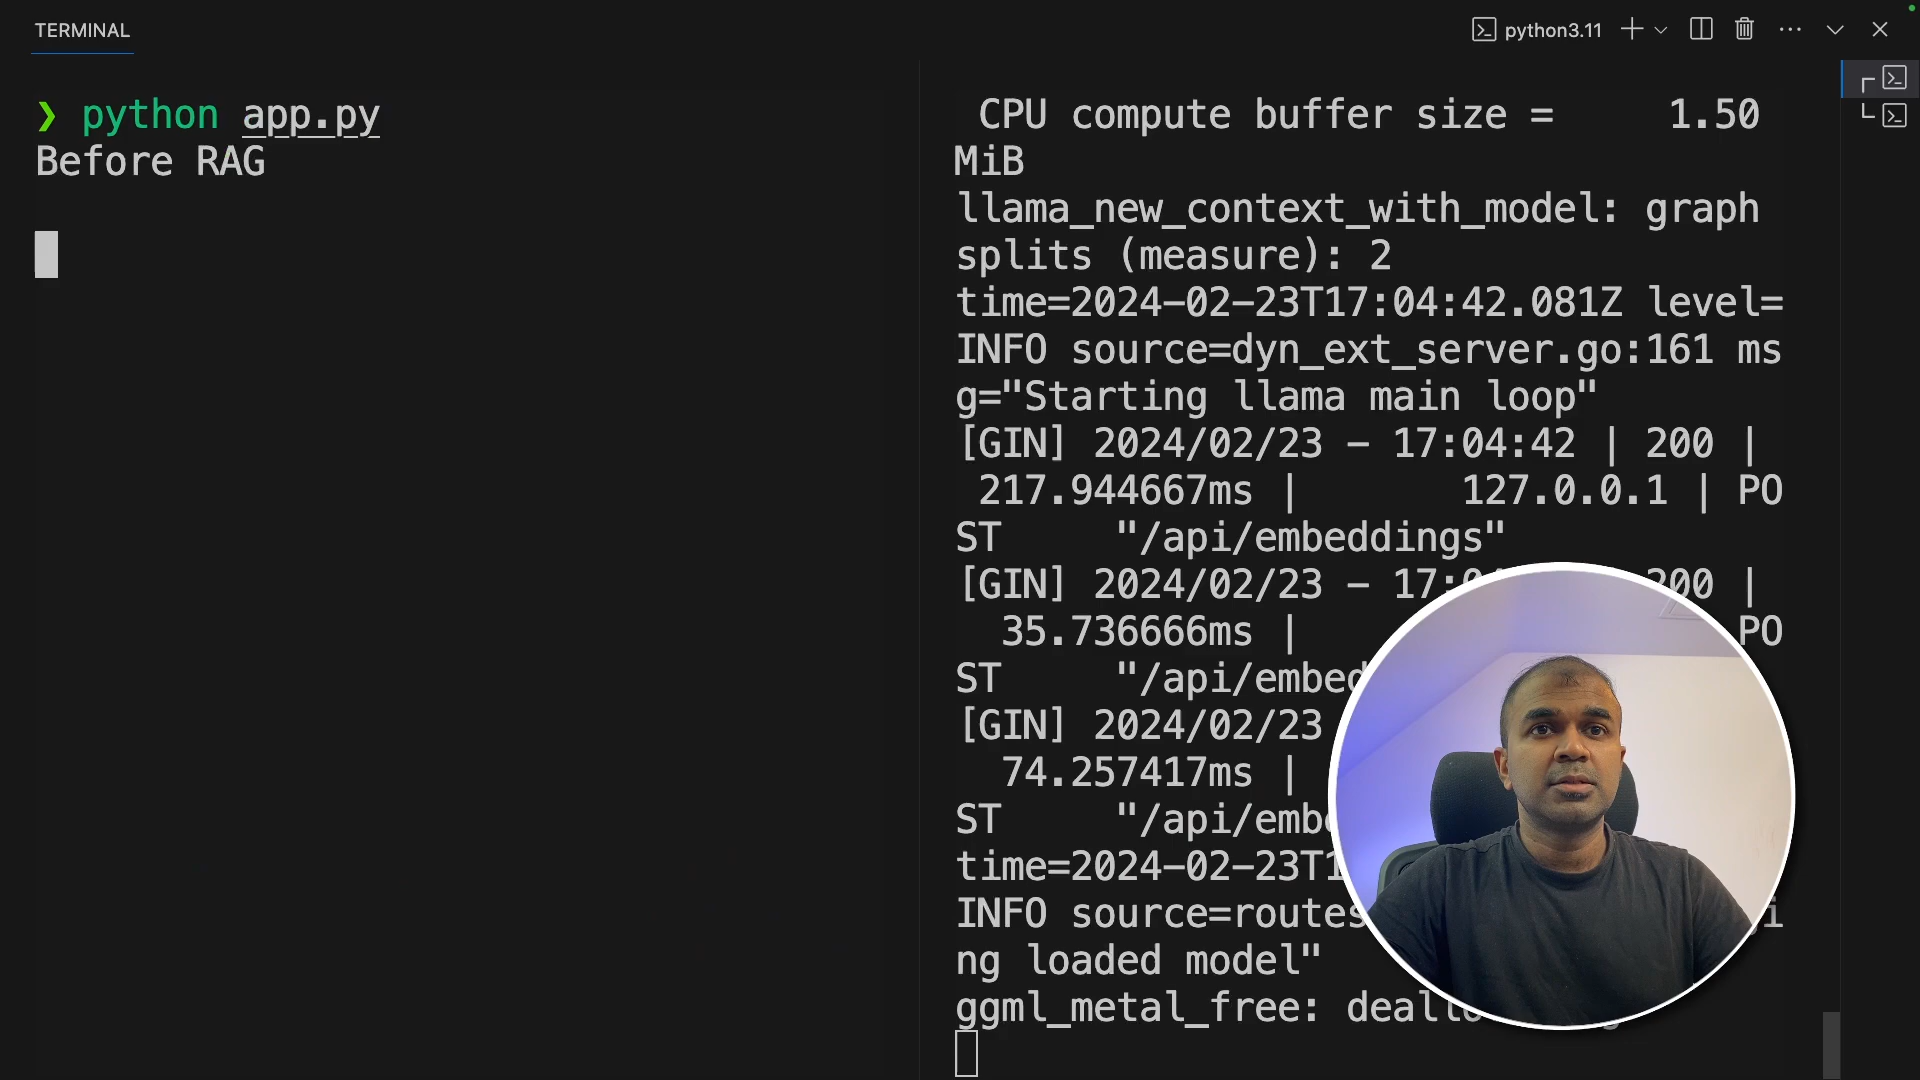 TERMINAL
python3.11
❯ python app.py
Before RAG
CPU compute buffer size =     1.50
MiB
llama_new_context_with_model: graph
splits (measure): 2
time=2024-02-23T17:04:42.081Z level=
INFO source=dyn_ext_server.go:161 ms
g="Starting llama main loop"
[GIN] 2024/02/23 - 17:04:42 | 200 |
217.944667ms |       127.0.0.1 | PO
ST     "/api/embeddings"
[GIN] 2024/02/23 - 17: 200 |
35.736666ms | PO
ST     "/api/embed
[GIN] 2024/02/23
74.257417ms |
ST     "/api/emb
time=2024-02-23T1
INFO source=routes
ng loaded model"
ggml_metal_free: deall